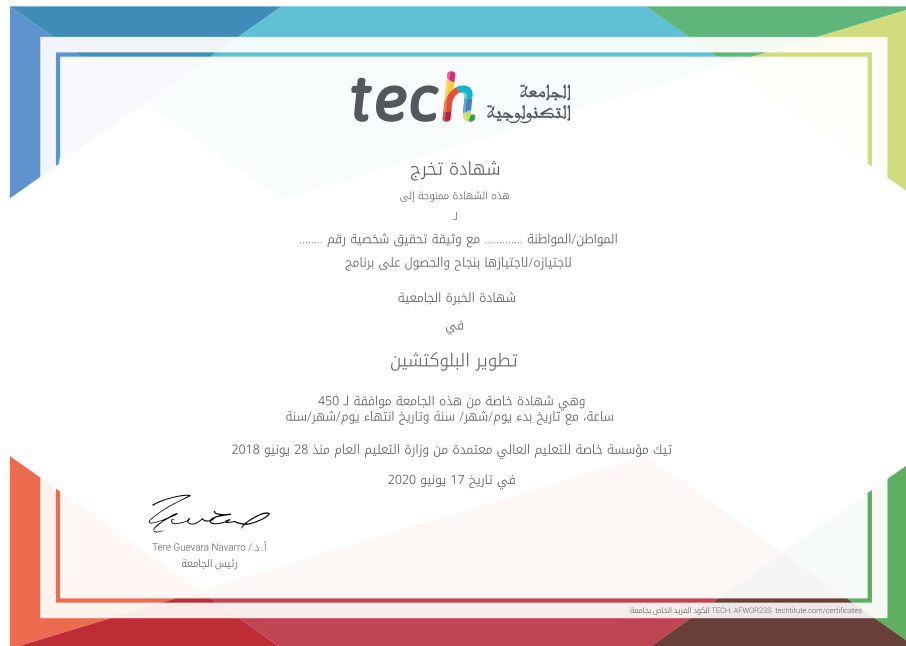 tech الجامعة
التكنولوجية
شهادة تخرج
هذه الشهادة ممنوحة إلى
لـ
المواطن/المواطنة ............. مع وثيقة تحقيق شخصية رقم ........
لاجتيازه/لاجتيازها بنجاح والحصول على برنامج
شهادة الخبرة الجامعية
في
تطوير البلوكتشين
وهي شهادة خاصة من هذه الجامعة موافقة لـ 450
ساعة، مع تاريخ بدء يوم/شهر/ سنة وتاريخ انتهاء يوم/شهر/سنة
تيك مؤسسة خاصة للتعليم العالي معتمدة من وزارة التعليم العام منذ 28 يونيو 2018
في تاريخ 17 يونيو 2020
أ.د./ Tere Guevara Navarro
رئيس الجامعة
الكود الفريد الخاص بجامعة TECH: AFWOR23S techtitute.com/certificates